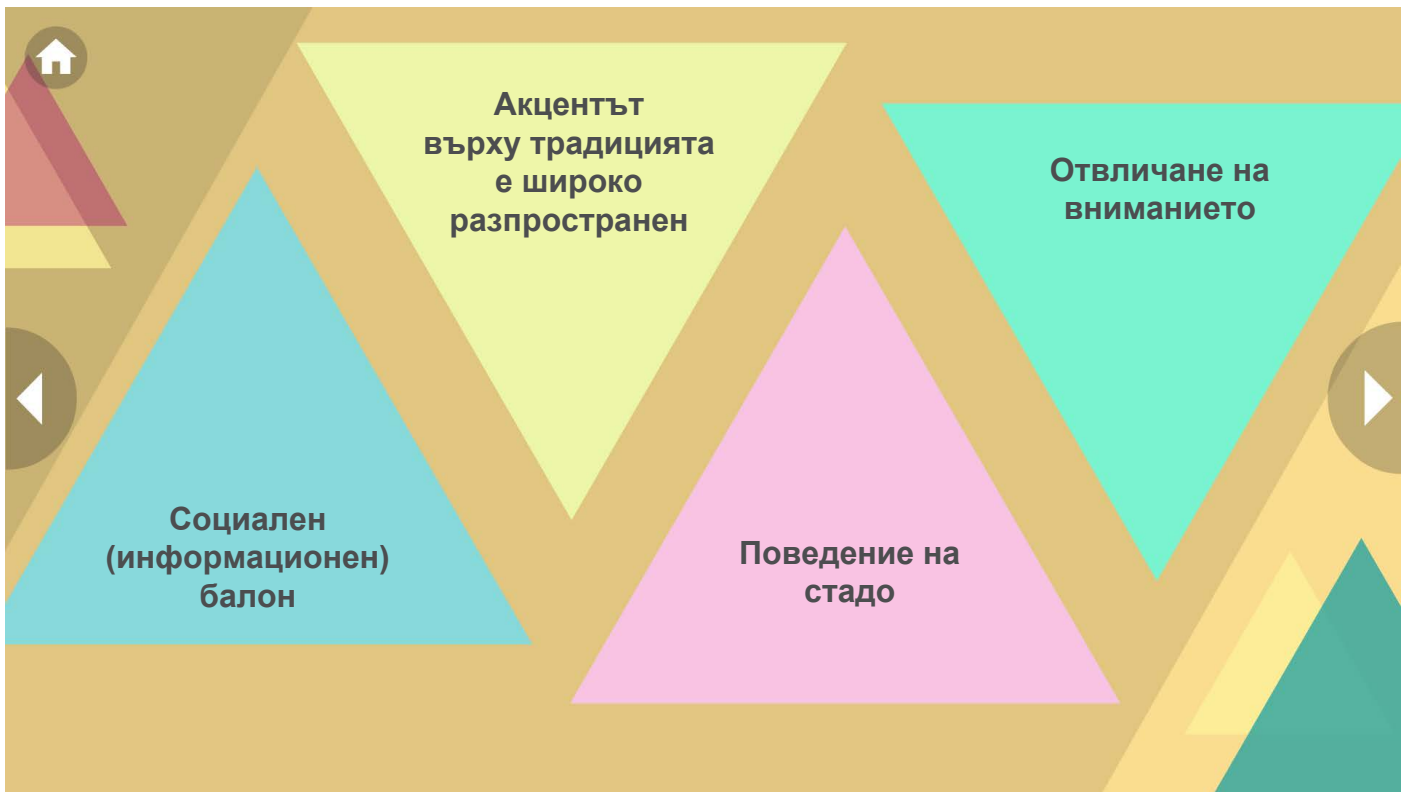 Акцентът
върху традицията
е широко
разпространен
Отвличане на
вниманието
Социален
(информационен)
балон
Поведение на
стадо